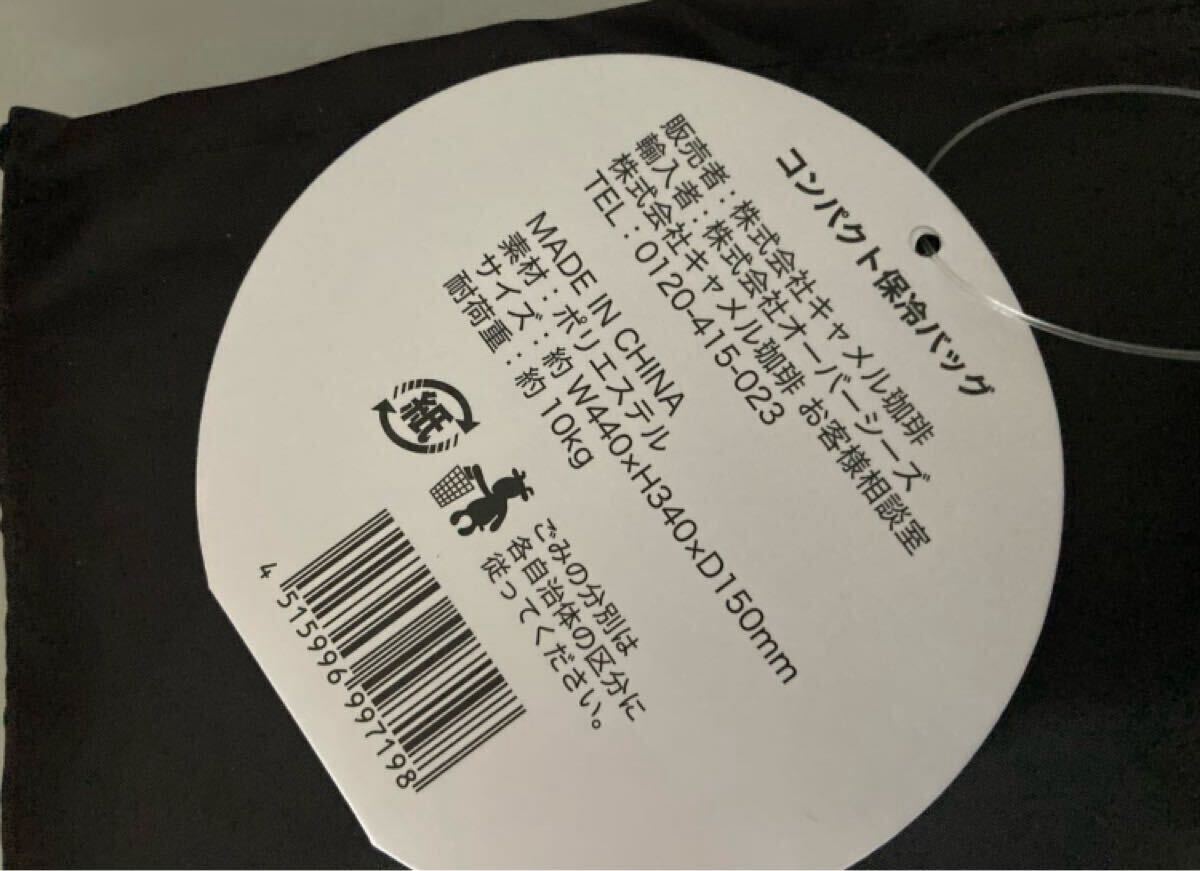 コンパクト保冷バッグ
販売者：株式会社キャメル珈琲
輸入者：株式会社オーバーシーズ
株式会社キャメル珈琲 お客様相談室
TEL：0120-415-023
MADE IN CHINA
素材：ポリエステル
サイズ：約 W440×H340×D150mm
耐荷重：約 10kg
紙
ごみの分別は
各自治体の区分に
従ってください。
4 515996 997198